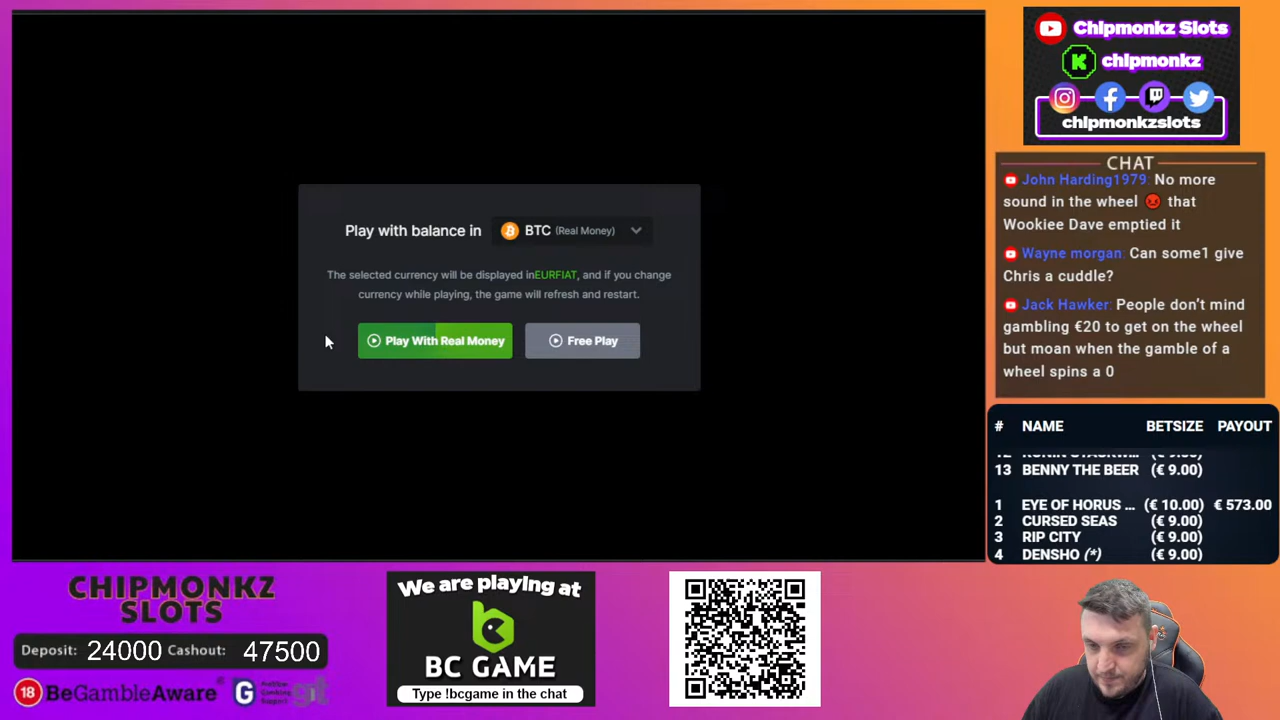 Chipmonkz Slots
chipmonkz
chipmonkzslots
CHAT
John Harding1979: No more
sound in the wheel 😡 that
Wookiee Dave emptied it
Wayne morgan: Can some1 give
Chris a cuddle?
Jack Hawker: People don't mind
gambling €20 to get on the wheel
but moan when the gamble of a
wheel spins a 0
Play with balance in BTC (Real Money)
The selected currency will be displayed inEURFIAT, and if you change
currency while playing, the game will refresh and restart.
Play With Real Money Free Play
# NAME BETSIZE PAYOUT
13 BENNY THE BEER (€ 9.00)
1 EYE OF HORUS ... (€ 10.00) € 573.00
2 CURSED SEAS (€ 9.00)
3 RIP CITY (€ 9.00)
4 DENSHO (*) (€ 9.00)
CHIPMONKZ
SLOTS
Deposit: 24000 Cashout: 47500
18 BeGambleAware
We are playing at
BC GAME
Type !bcgame in the chat